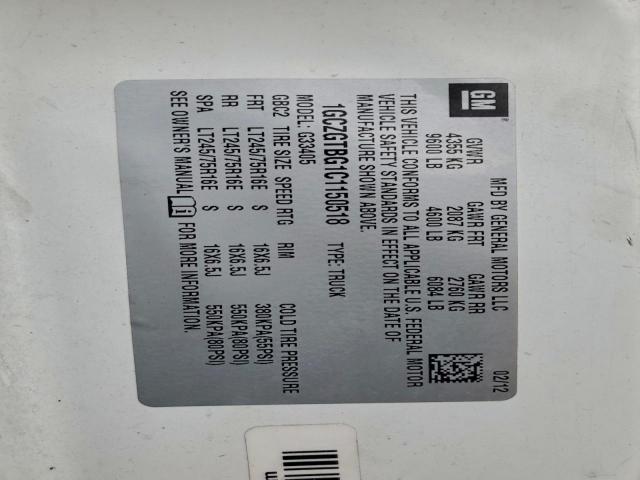 GM
MFD BY GENERAL MOTORS LLC 02/12
GVWR GAWR FRT GAWR RR
4355 KG 2087 KG 2760 KG
9600 LB 4600 LB 6084 LB
THIS VEHICLE CONFORMS TO ALL APPLICABLE U.S. FEDERAL MOTOR
VEHICLE SAFETY STANDARDS IN EFFECT ON THE DATE OF
MANUFACTURE SHOWN ABOVE.
1GCZGTBG1C1150518 TYPE: TRUCK
MODEL: G33405
GBC2 TIRE SIZE SPEED RTG RIM COLD TIRE PRESSURE
FRT LT245/75R16E S 16X6.5J 380KPA(55PSI)
RR LT245/75R16E S 16X6.5J 550KPA(80PSI)
SPA LT245/75R16E S 16X6.5J 550KPA(80PSI)
SEE OWNER'S MANUAL FOR MORE INFORMATION.